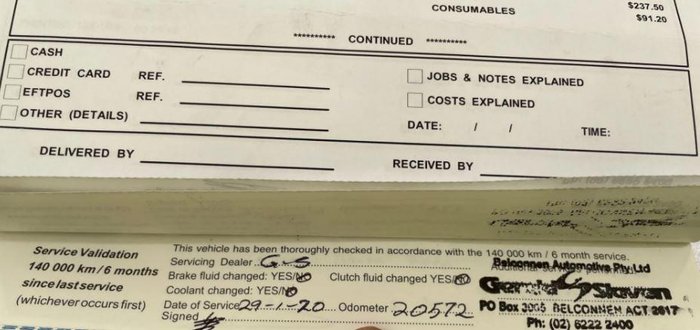 $237.50
CONSUMABLES $91.20
********** CONTINUED **********
CASH
CREDIT CARD REF.
EFTPOS REF.
OTHER (DETAILS)
JOBS & NOTES EXPLAINED
COSTS EXPLAINED
DATE: / / TIME:
DELIVERED BY RECEIVED BY
Service Validation
140 000 km / 6 months
since last service
(whichever occurs first)
This vehicle has been thoroughly checked in accordance with the 140 000 km / 6 month service.
Servicing Dealer G.S
Brake fluid changed: YES/NO Clutch fluid changed YES/NO
Coolant changed: YES/NO
Date of Service 29-1-20 Odometer 20572
Signed
Belconnen Automotive Pty Ltd
Gerald Slaven
PO Box 3065 BELCONNEN ACT 2617
Ph: (02) 6222 2400